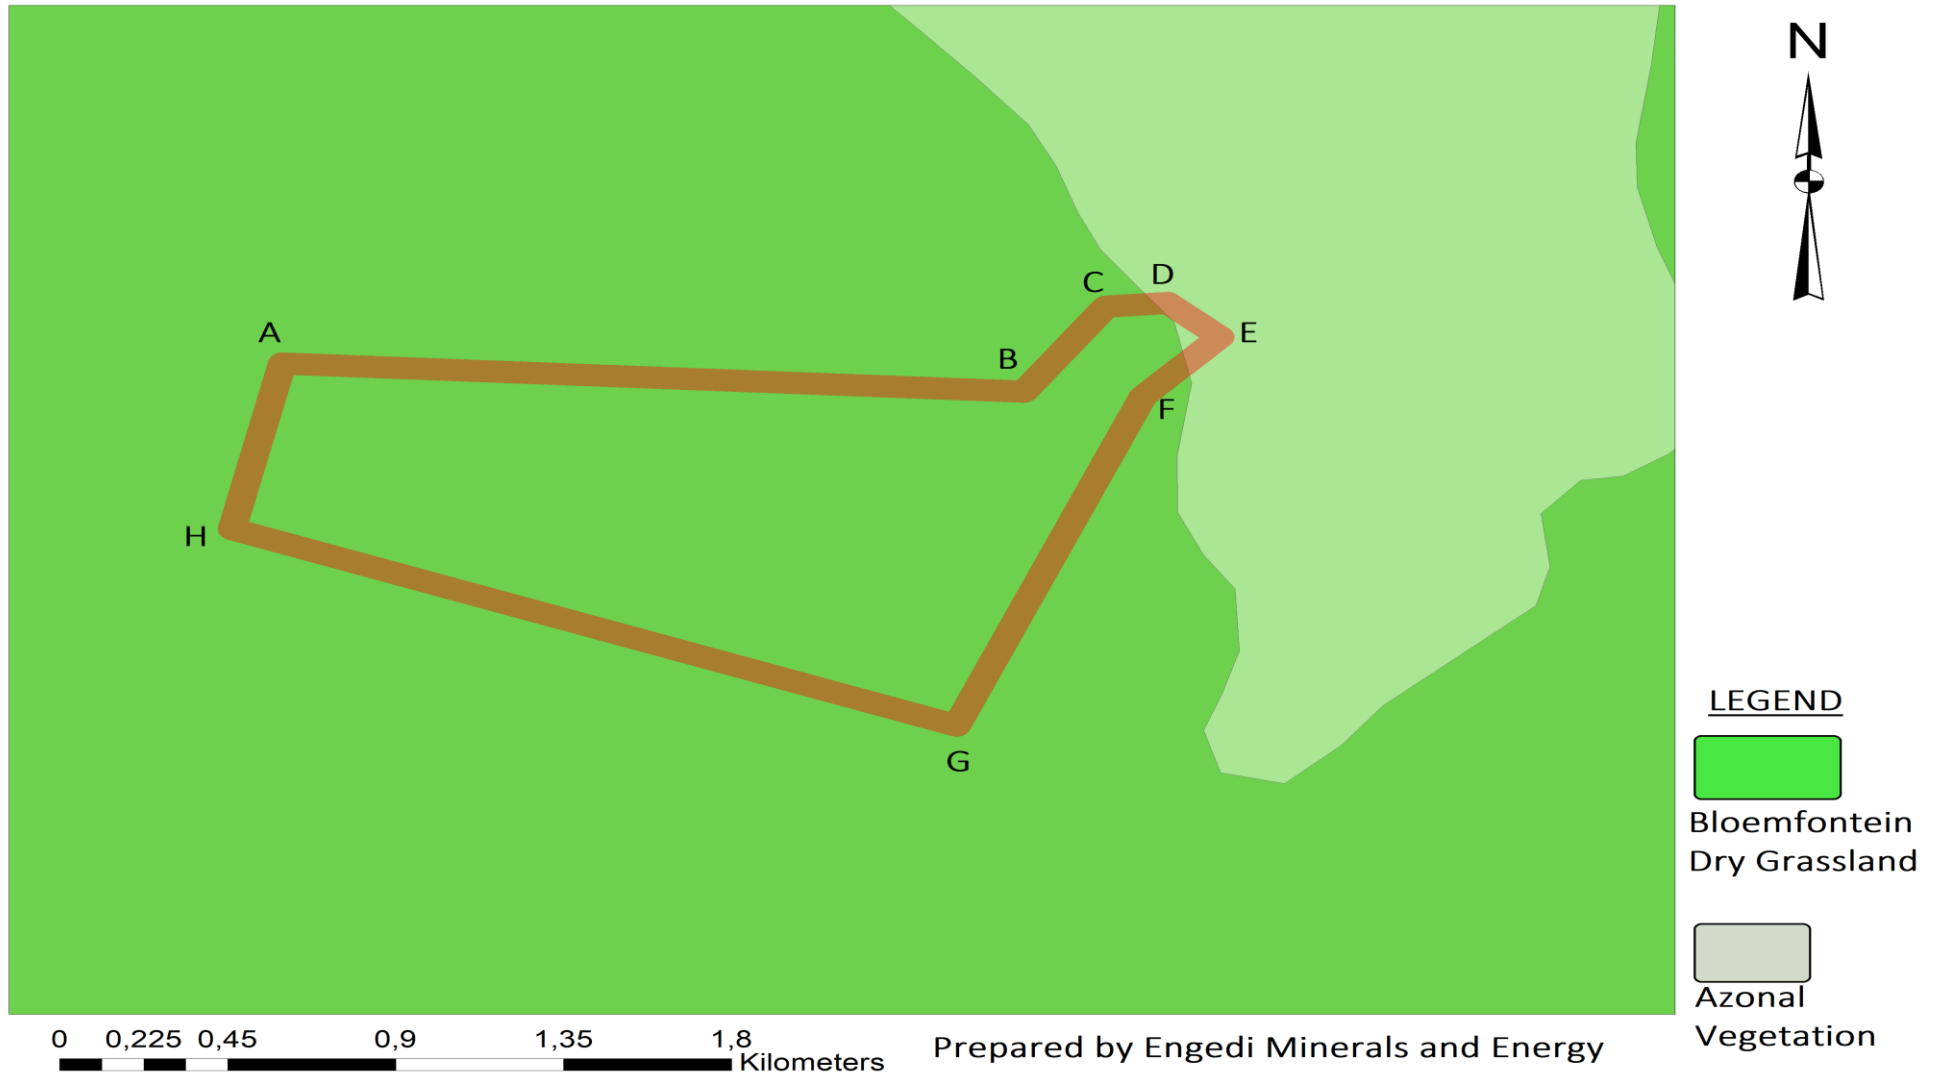 N
D
C
A
E
B
F
H
G
LEGEND
Bloemfontein
Dry Grassland
Azonal
Vegetation
0 0,225 0,45 0,9 1,35 1,8
Kilometers
Prepared by Engedi Minerals and Energy